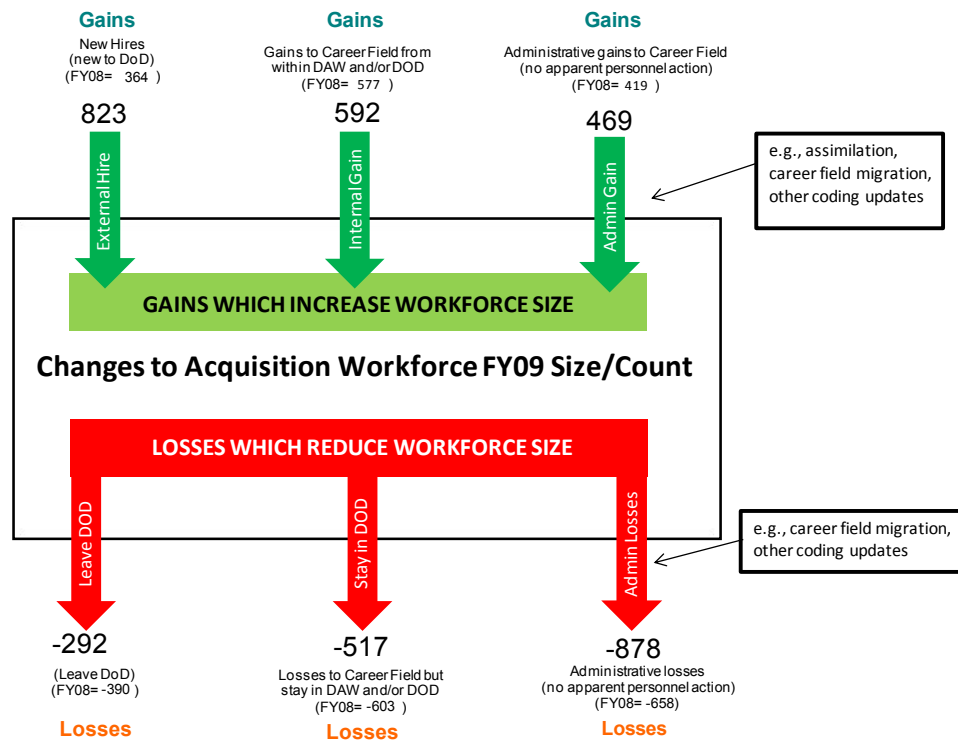 Gains
New Hires
(new to DoD)
(FY08= 364 )
823
Gains
Gains to Career Field from
within DAW and/or DOD
(FY08= 577 )
592
Gains
Administrative gains to Career Field
(no apparent personnel action)
(FY08= 419 )
469
e.g., assimilation,
career field migration,
other coding updates
External Hire
Internal Gain
Admin Gain
GAINS WHICH INCREASE WORKFORCE SIZE
Changes to Acquisition Workforce FY09 Size/Count
LOSSES WHICH REDUCE WORKFORCE SIZE
Leave DOD
Stay in DOD
Admin Losses
e.g., career field migration,
other coding updates
-292
(Leave DoD)
(FY08= -390 )
Losses
-517
Losses to Career Field but
stay in DAW and/or DOD
(FY08= -603 )
Losses
-878
Administrative losses
(no apparent personnel action)
(FY08= -658)
Losses